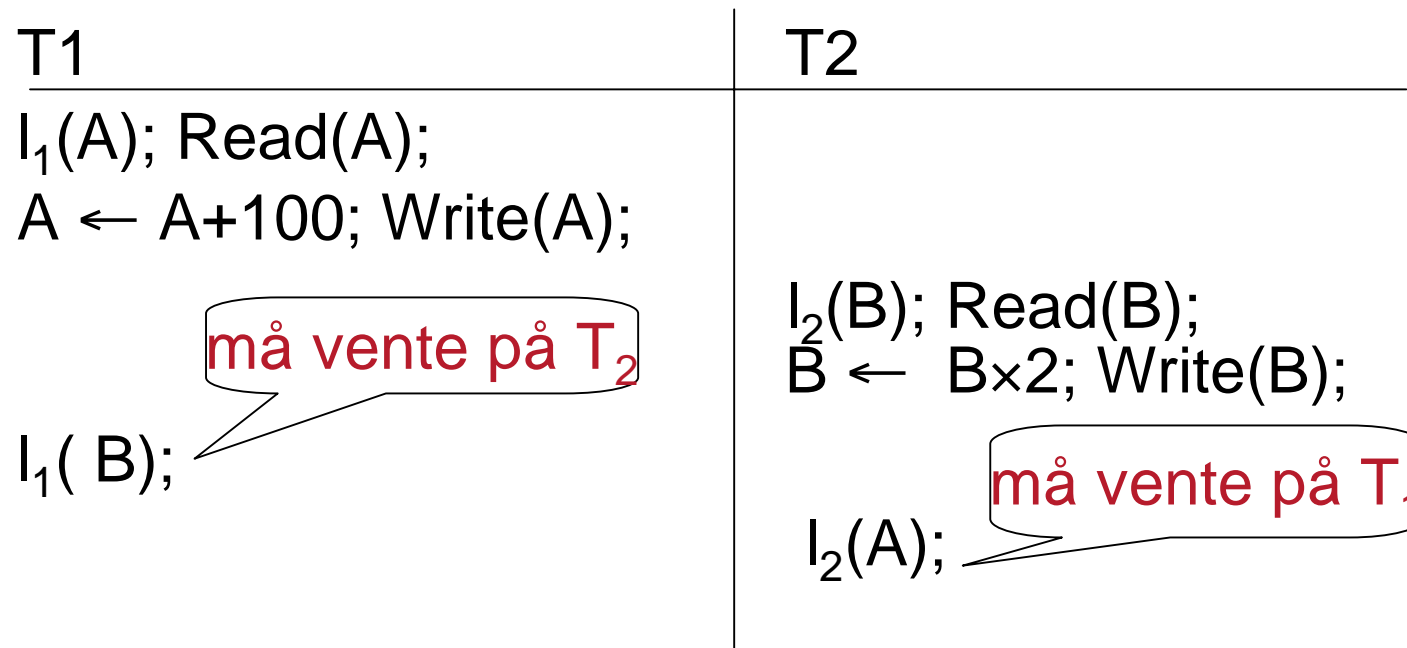 T1
T2
l₁(A); Read(A);
A ← A+100; Write(A);
l₂(B); Read(B);
B ← B×2; Write(B);
må vente på T₂
l₁( B);
må vente på T
l₂(A);